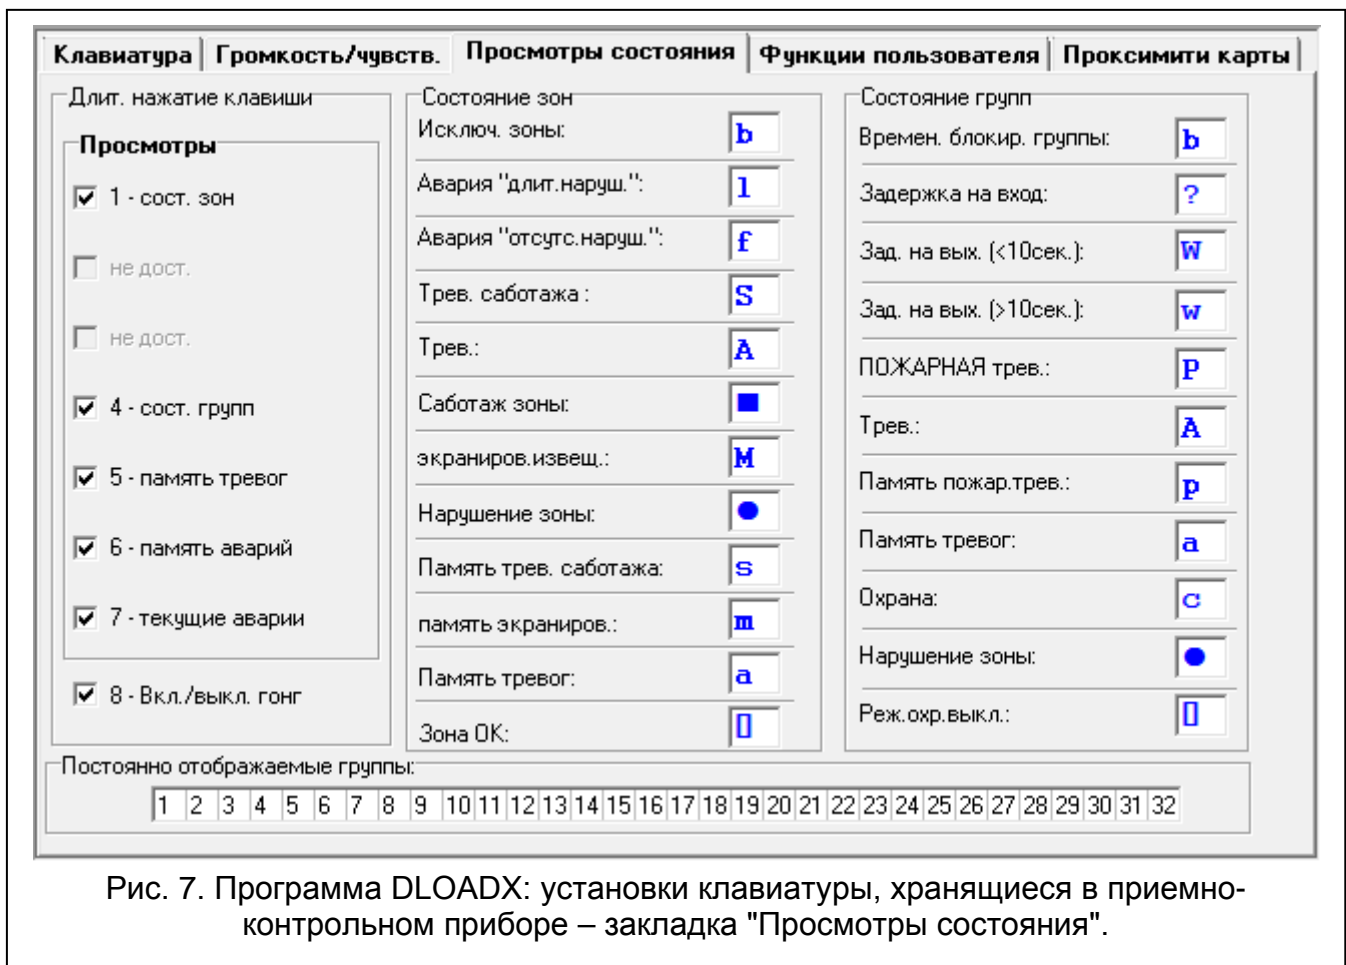 Клавиатура Громкость/чувств. Просмотры состояния Функции пользователя Проксимити карты
Длит. нажатие клавиши
Просмотры
1 - сост. зон
не дост.
не дост.
4 - сост. групп
5 - память тревог
6 - память аварий
7 - текущие аварии
8 - Вкл./выкл. гонг
Состояние зон
Исключ. зоны: b
Авария "длит.наруш.": l
Авария "отсутс.наруш.": f
Трев. саботажа : S
Трев.: A
Саботаж зоны: ■
экраниров.извещ.: M
Нарушение зоны: ●
Память трев. саботажа: s
память экраниров.: m
Память тревог: a
Зона ОК: []
Состояние групп
Времен. блокир. группы: b
Задержка на вход: ?
Зад. на вых. (<10сек.): W
Зад. на вых. (>10сек.): w
ПОЖАРНАЯ трев.: P
Трев.: A
Память пожар.трев.: p
Память тревог: a
Охрана: c
Нарушение зоны: ●
Реж.охр.выкл.: []
Постоянно отображаемые группы:
1 2 3 4 5 6 7 8 9 10 11 12 13 14 15 16 17 18 19 20 21 22 23 24 25 26 27 28 29 30 31 32
Рис. 7. Программа DLOADX: установки клавиатуры, хранящиеся в приемно-
контрольном приборе – закладка "Просмотры состояния".